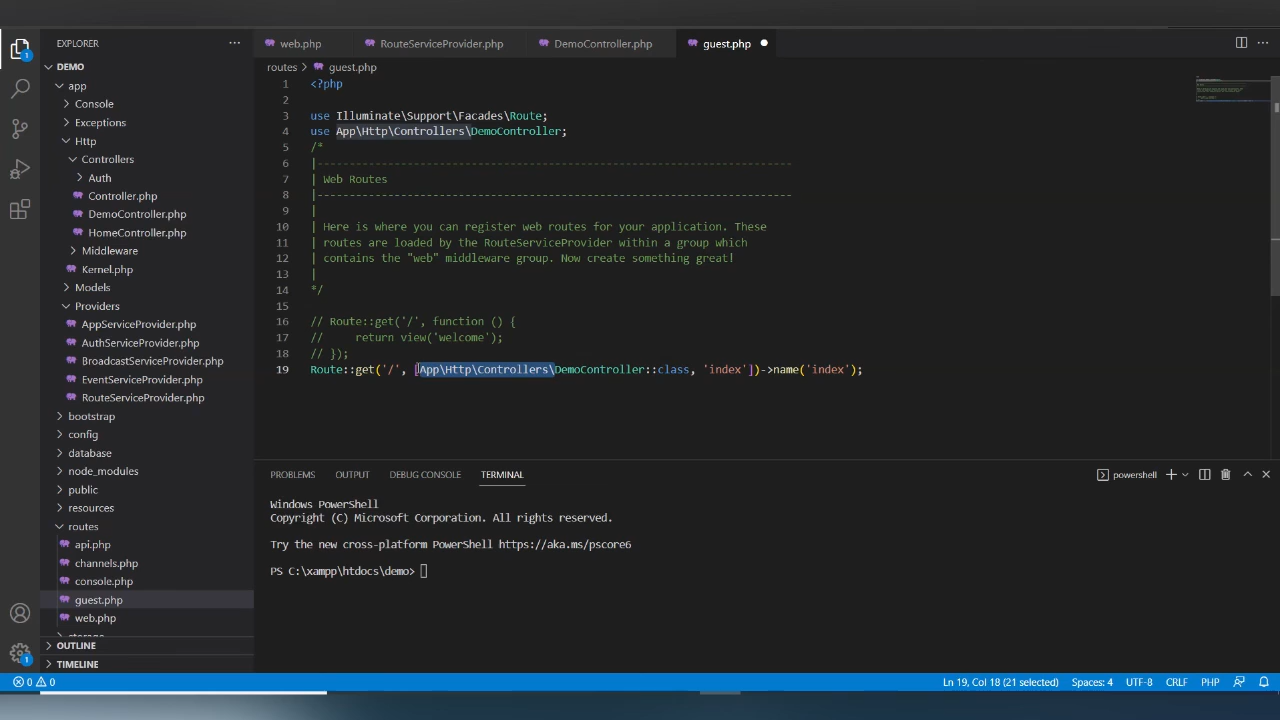 EXPLORER
web.php
RouteServiceProvider.php
DemoController.php
guest.php
DEMO
routes
guest.php
app
Console
Exceptions
Http
Controllers
Auth
Controller.php
DemoController.php
HomeController.php
Middleware
Kernel.php
Models
Providers
AppServiceProvider.php
AuthServiceProvider.php
BroadcastServiceProvider.php
EventServiceProvider.php
RouteServiceProvider.php
bootstrap
config
database
node_modules
public
resources
routes
api.php
channels.php
console.php
guest.php
web.php
storage
OUTLINE
TIMELINE
1 <?php
2
3 use Illuminate\Support\Facades\Route;
4 use App\Http\Controllers\DemoController;
5 /*
6 |--------------------------------------------------------------------------
7 | Web Routes
8 |--------------------------------------------------------------------------
9 |
10 | Here is where you can register web routes for your application. These
11 | routes are loaded by the RouteServiceProvider within a group which
12 | contains the "web" middleware group. Now create something great!
13 |
14 */
15
16 // Route::get('/', function () {
17 //     return view('welcome');
18 // });
19 Route::get('/', [App\Http\Controllers\DemoController::class, 'index'])->name('index');
PROBLEMS OUTPUT DEBUG CONSOLE TERMINAL
powershell
Windows PowerShell
Copyright (C) Microsoft Corporation. All rights reserved.
Try the new cross-platform PowerShell https://aka.ms/pscore6
PS C:\xampp\htdocs\demo>
1
1
0 0
Ln 19, Col 18 (21 selected) Spaces: 4 UTF-8 CRLF PHP